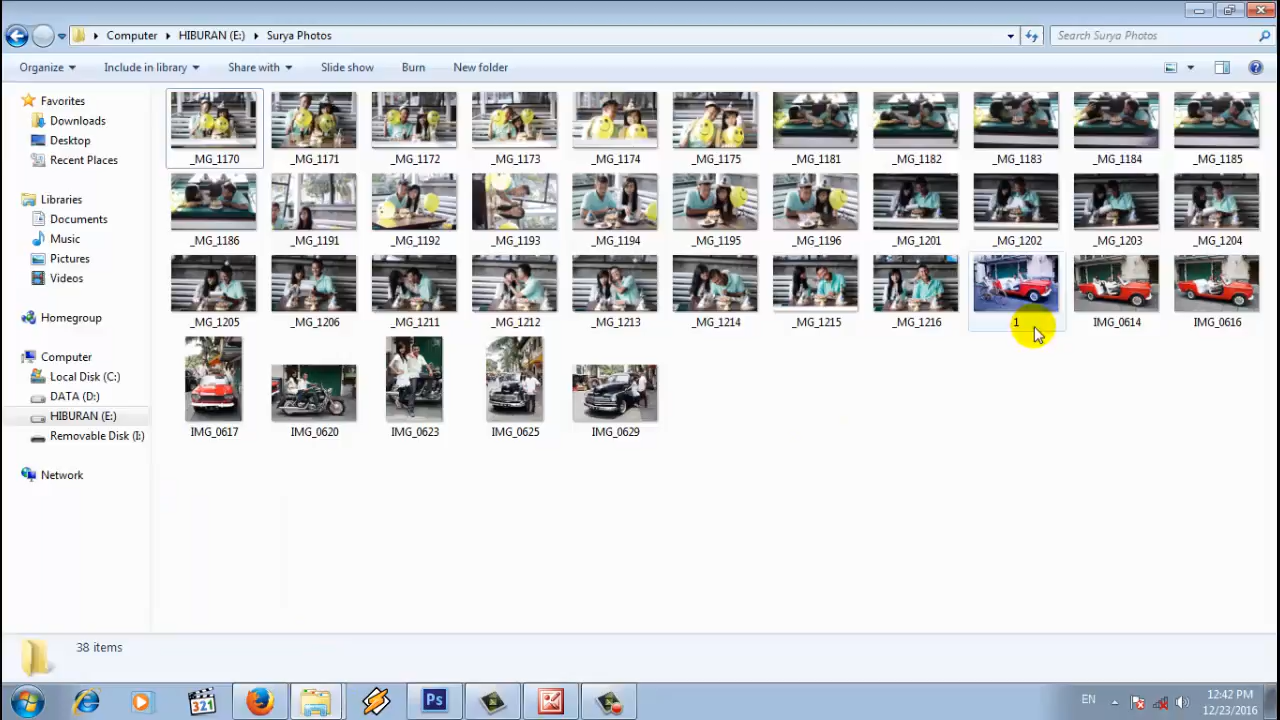 Computer HIBURAN (E:) Surya Photos
Search Surya Photos
Organize Include in library Share with Slide show Burn New folder
Favorites
Downloads
Desktop
Recent Places
Libraries
Documents
Music
Pictures
Videos
Homegroup
Computer
Local Disk (C:)
DATA (D:)
HIBURAN (E:)
Removable Disk (I:)
Network
_MG_1170 _MG_1171 _MG_1172 _MG_1173 _MG_1174 _MG_1175 _MG_1181 _MG_1182 _MG_1183 _MG_1184 _MG_1185
_MG_1186 _MG_1191 _MG_1192 _MG_1193 _MG_1194 _MG_1195 _MG_1196 _MG_1201 _MG_1202 _MG_1203 _MG_1204
_MG_1205 _MG_1206 _MG_1211 _MG_1212 _MG_1213 _MG_1214 _MG_1215 _MG_1216 1 IMG_0614 IMG_0616
IMG_0617 IMG_0620 IMG_0623 IMG_0625 IMG_0629
38 items
321
Ps
EN
12:42 PM
12/23/2016